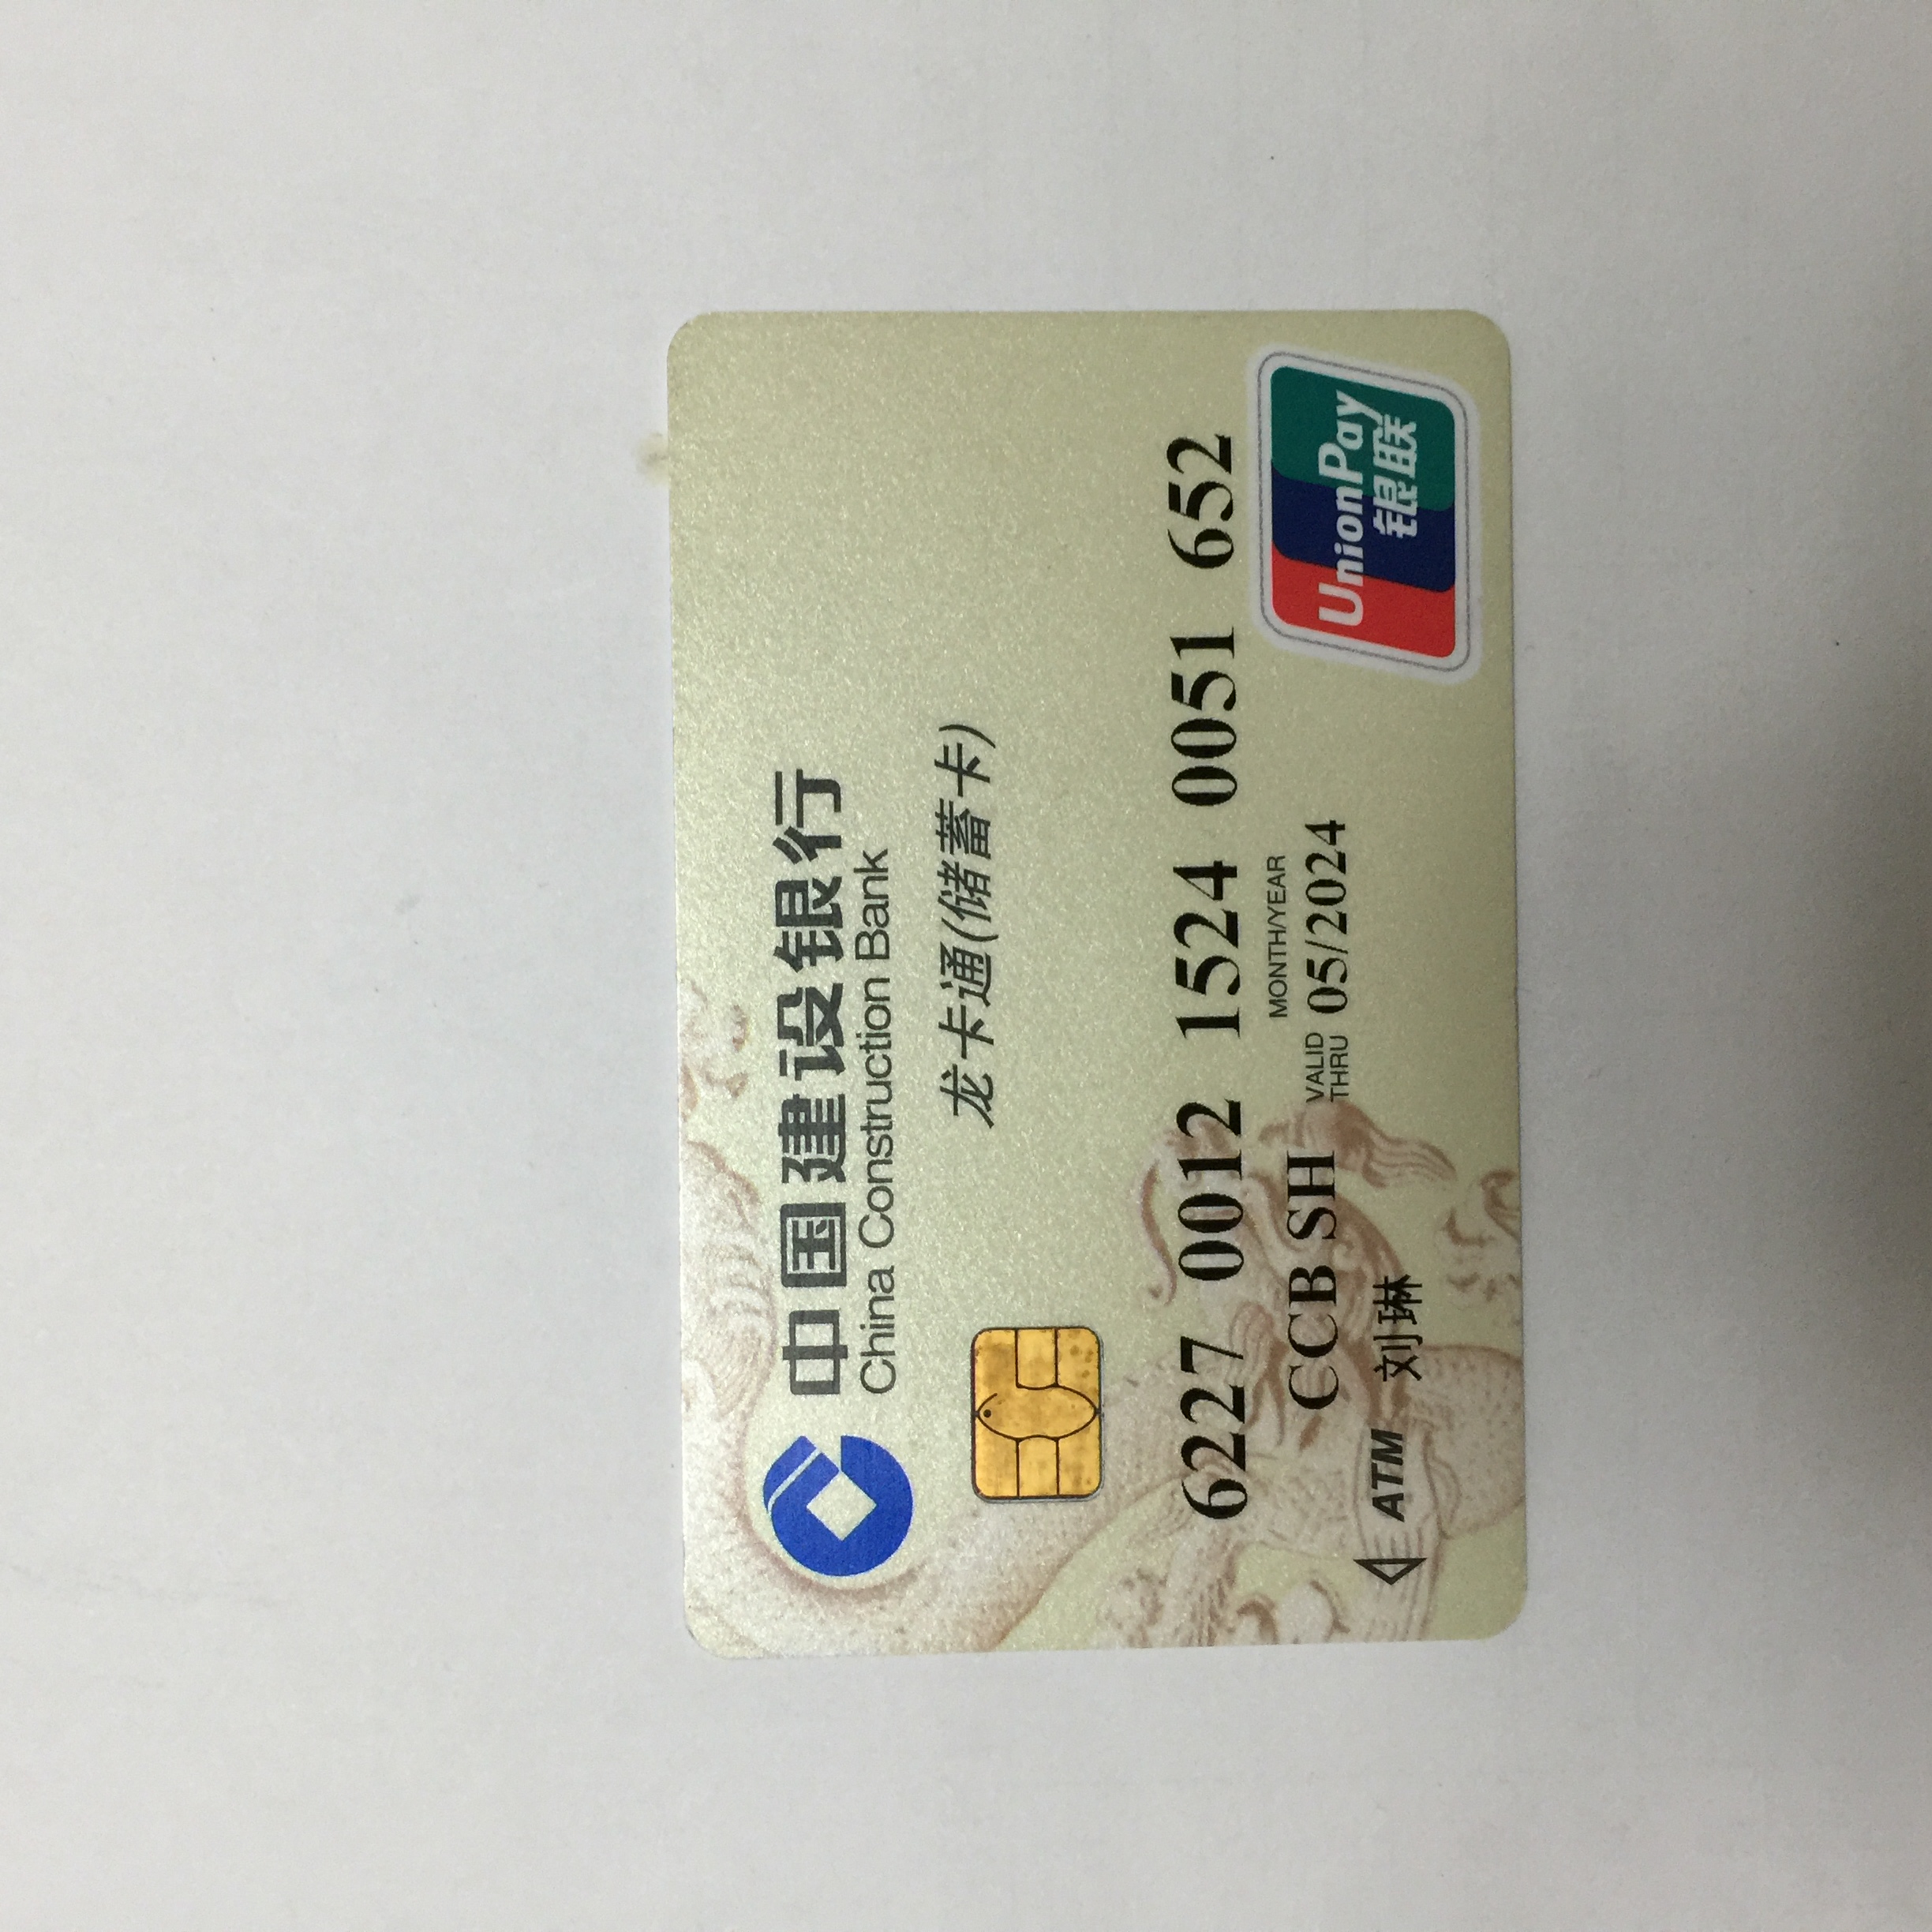 中国建设银行
China Construction Bank
龙卡通(储蓄卡)
6227 0012 1524 0051 652
MONTH/YEAR
CCB SH VALID THRU 05/2024
ATM 刘琳
UnionPay
银联